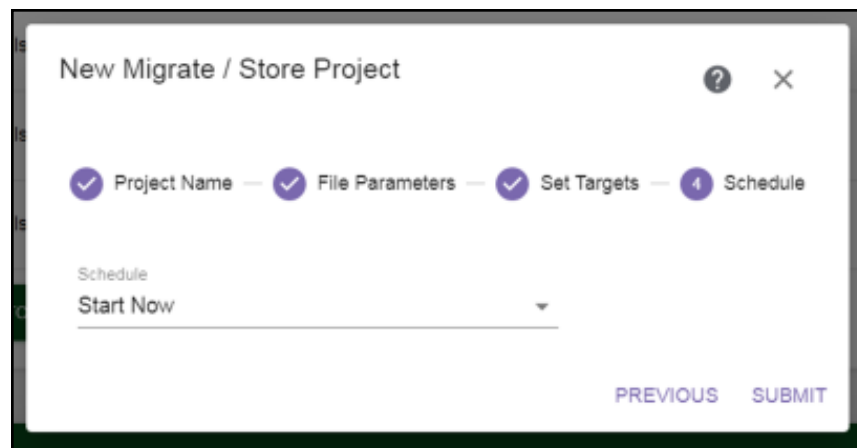 New Migrate / Store Project
Project Name
File Parameters
Set Targets
4
Schedule
Schedule
Start Now
PREVIOUS
SUBMIT